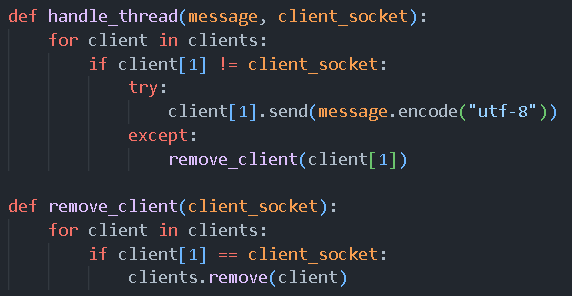 def handle_thread(message, client_socket):
    for client in clients:
        if client[1] != client_socket:
            try:
                client[1].send(message.encode("utf-8"))
            except:
                remove_client(client[1])

def remove_client(client_socket):
    for client in clients:
        if client[1] == client_socket:
            clients.remove(client)